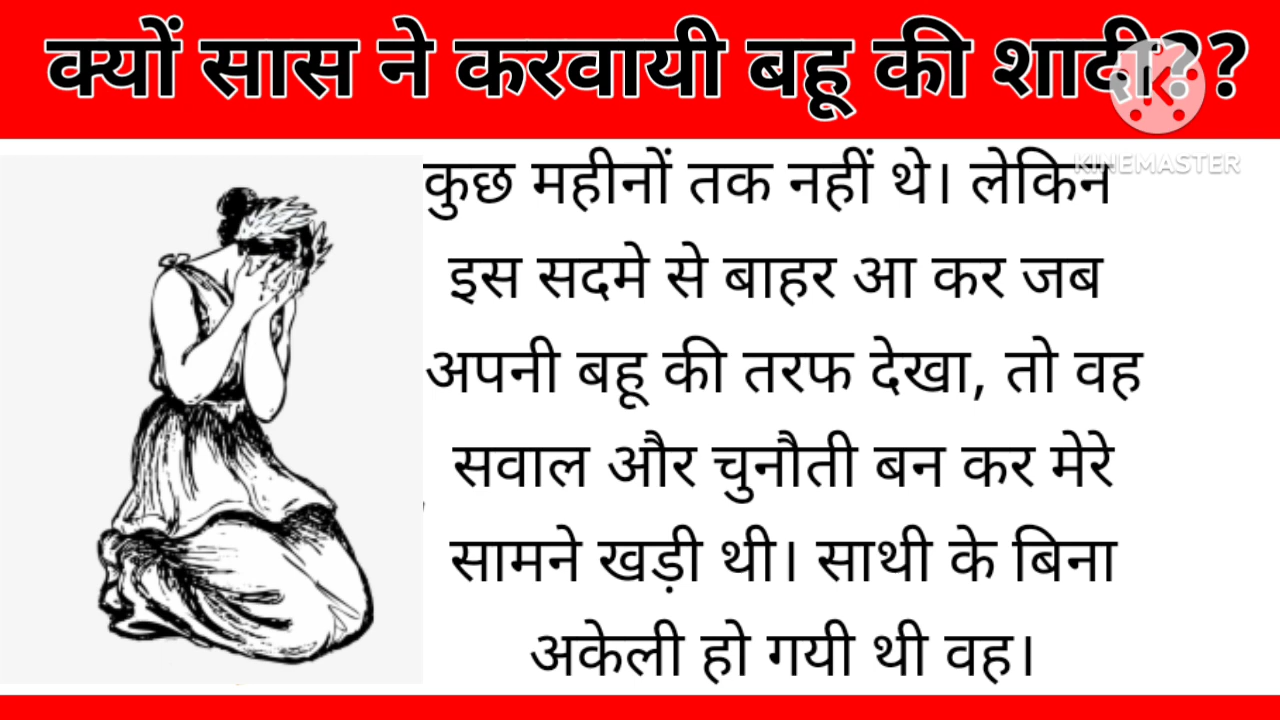 क्यों सास ने करवायी बहू की शादी??
KINEMASTER
कुछ महीनों तक नहीं थे। लेकिन
इस सदमे से बाहर आ कर जब
अपनी बहू की तरफ देखा, तो वह
सवाल और चुनौती बन कर मेरे
सामने खड़ी थी। साथी के बिना
अकेली हो गयी थी वह।